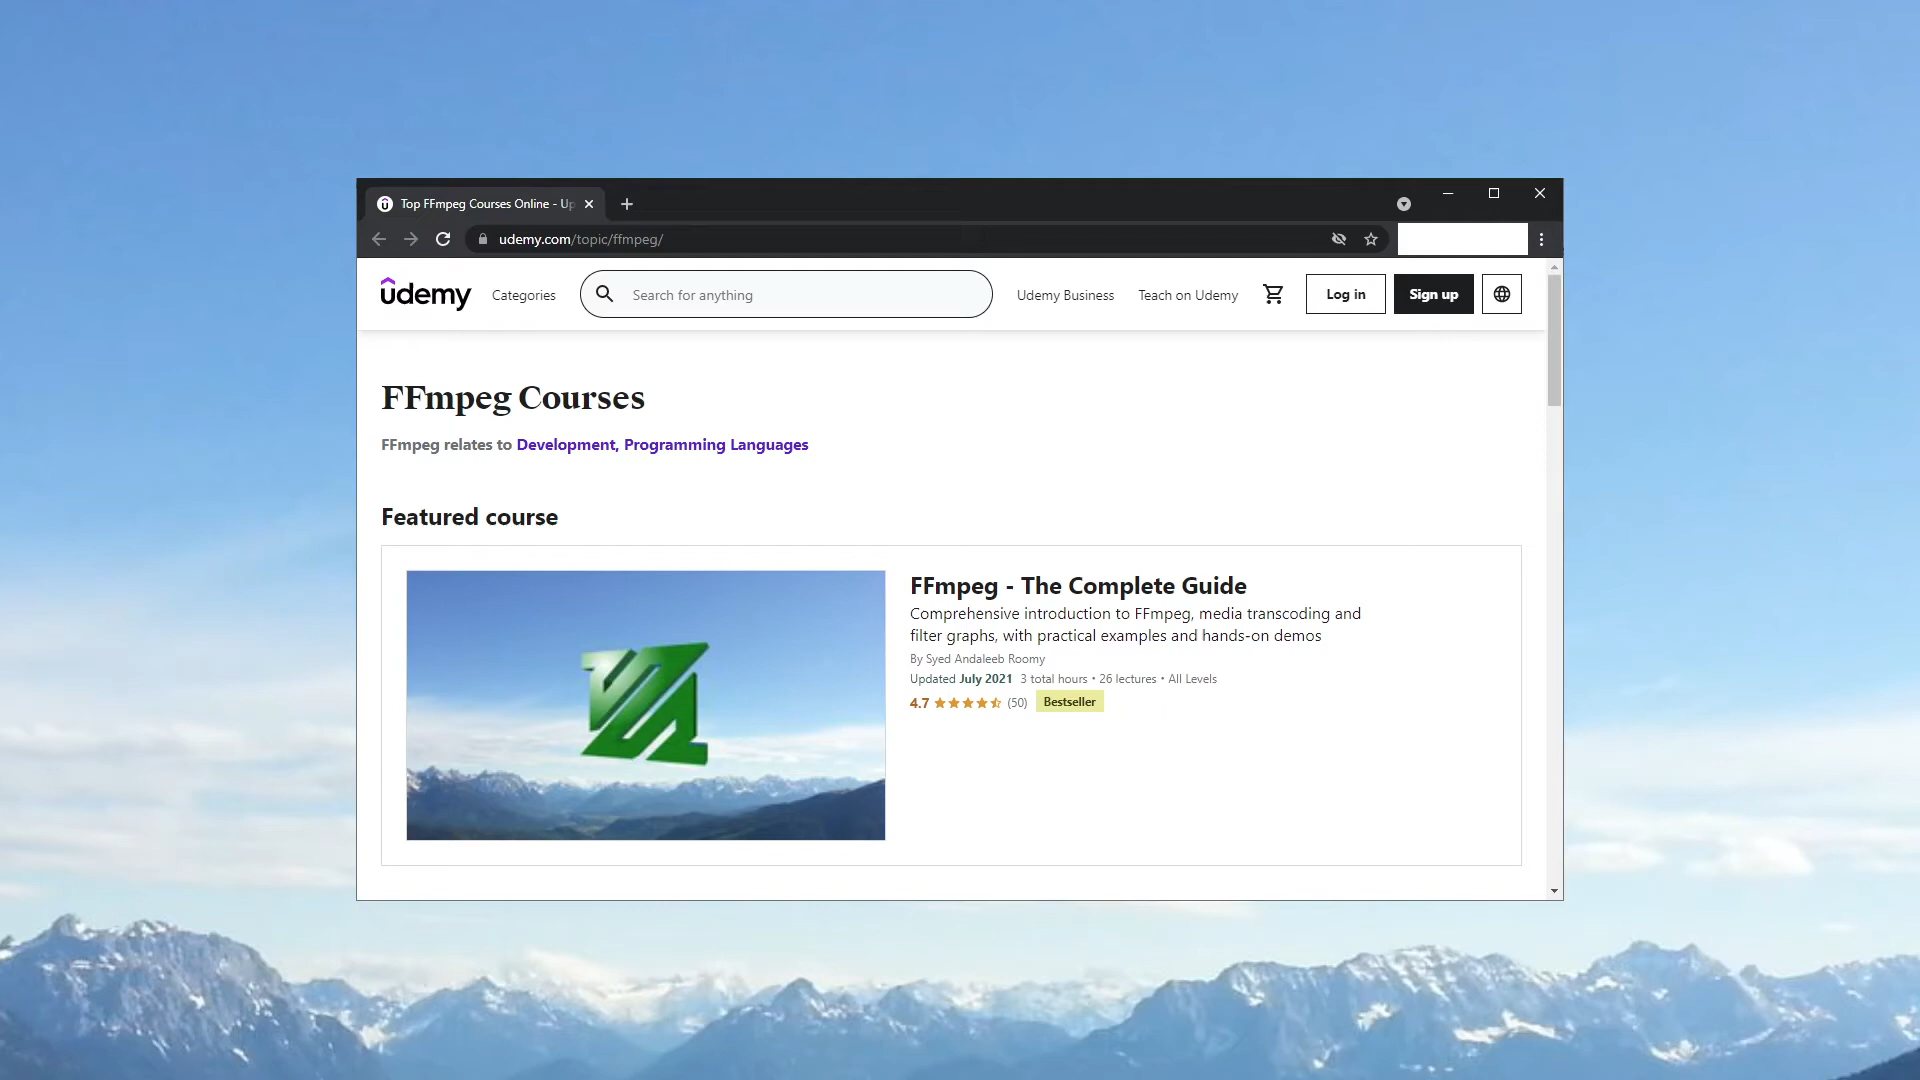 Top FFmpeg Courses Online - Up
udemy.com/topic/ffmpeg/
udemy
Categories
Search for anything
Udemy Business
Teach on Udemy
Log in
Sign up
FFmpeg Courses
FFmpeg relates to Development, Programming Languages
Featured course
FFmpeg - The Complete Guide
Comprehensive introduction to FFmpeg, media transcoding and
filter graphs, with practical examples and hands-on demos
By Syed Andaleeb Roomy
Updated July 2021 3 total hours • 26 lectures • All Levels
4.7 (50) Bestseller